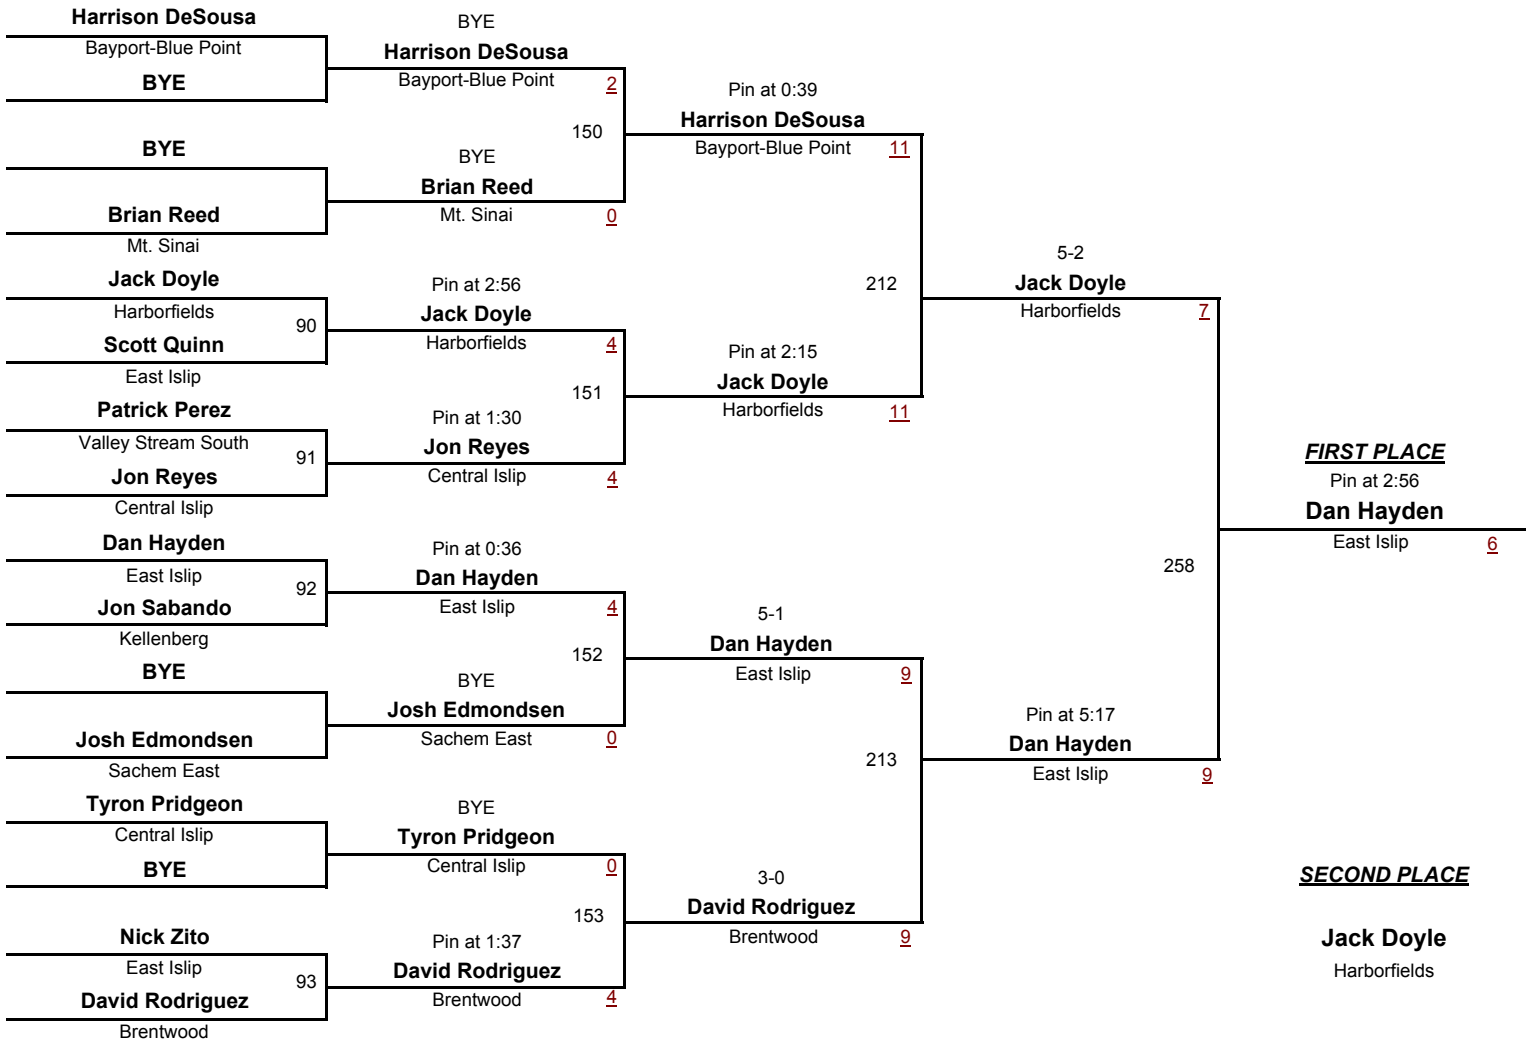 Harrison DeSousa
Bayport-Blue Point
BYE
BYE
Brian Reed
Mt. Sinai
Jack Doyle
Harborfields
90
Scott Quinn
East Islip
Patrick Perez
Valley Stream South
91
Jon Reyes
Central Islip
Dan Hayden
East Islip
92
Jon Sabando
Kellenberg
BYE
Josh Edmondsen
Sachem East
Tyron Pridgeon
Central Islip
BYE
Nick Zito
East Islip
93
David Rodriguez
Brentwood
BYE
Harrison DeSousa
Bayport-Blue Point 2
150
BYE
Brian Reed
Mt. Sinai 0
Pin at 2:56
Jack Doyle
Harborfields 4
151
Pin at 1:30
Jon Reyes
Central Islip 4
Pin at 0:36
Dan Hayden
East Islip 4
152
BYE
Josh Edmondsen
Sachem East 0
BYE
Tyron Pridgeon
Central Islip 0
153
Pin at 1:37
David Rodriguez
Brentwood 4
Pin at 0:39
Harrison DeSousa
Bayport-Blue Point 11
212
Pin at 2:15
Jack Doyle
Harborfields 11
5-1
Dan Hayden
East Islip 9
213
3-0
David Rodriguez
Brentwood 9
5-2
Jack Doyle
Harborfields 7
258
Pin at 5:17
Dan Hayden
East Islip 9
FIRST PLACE
Pin at 2:56
Dan Hayden
East Islip 6
SECOND PLACE
Jack Doyle
Harborfields